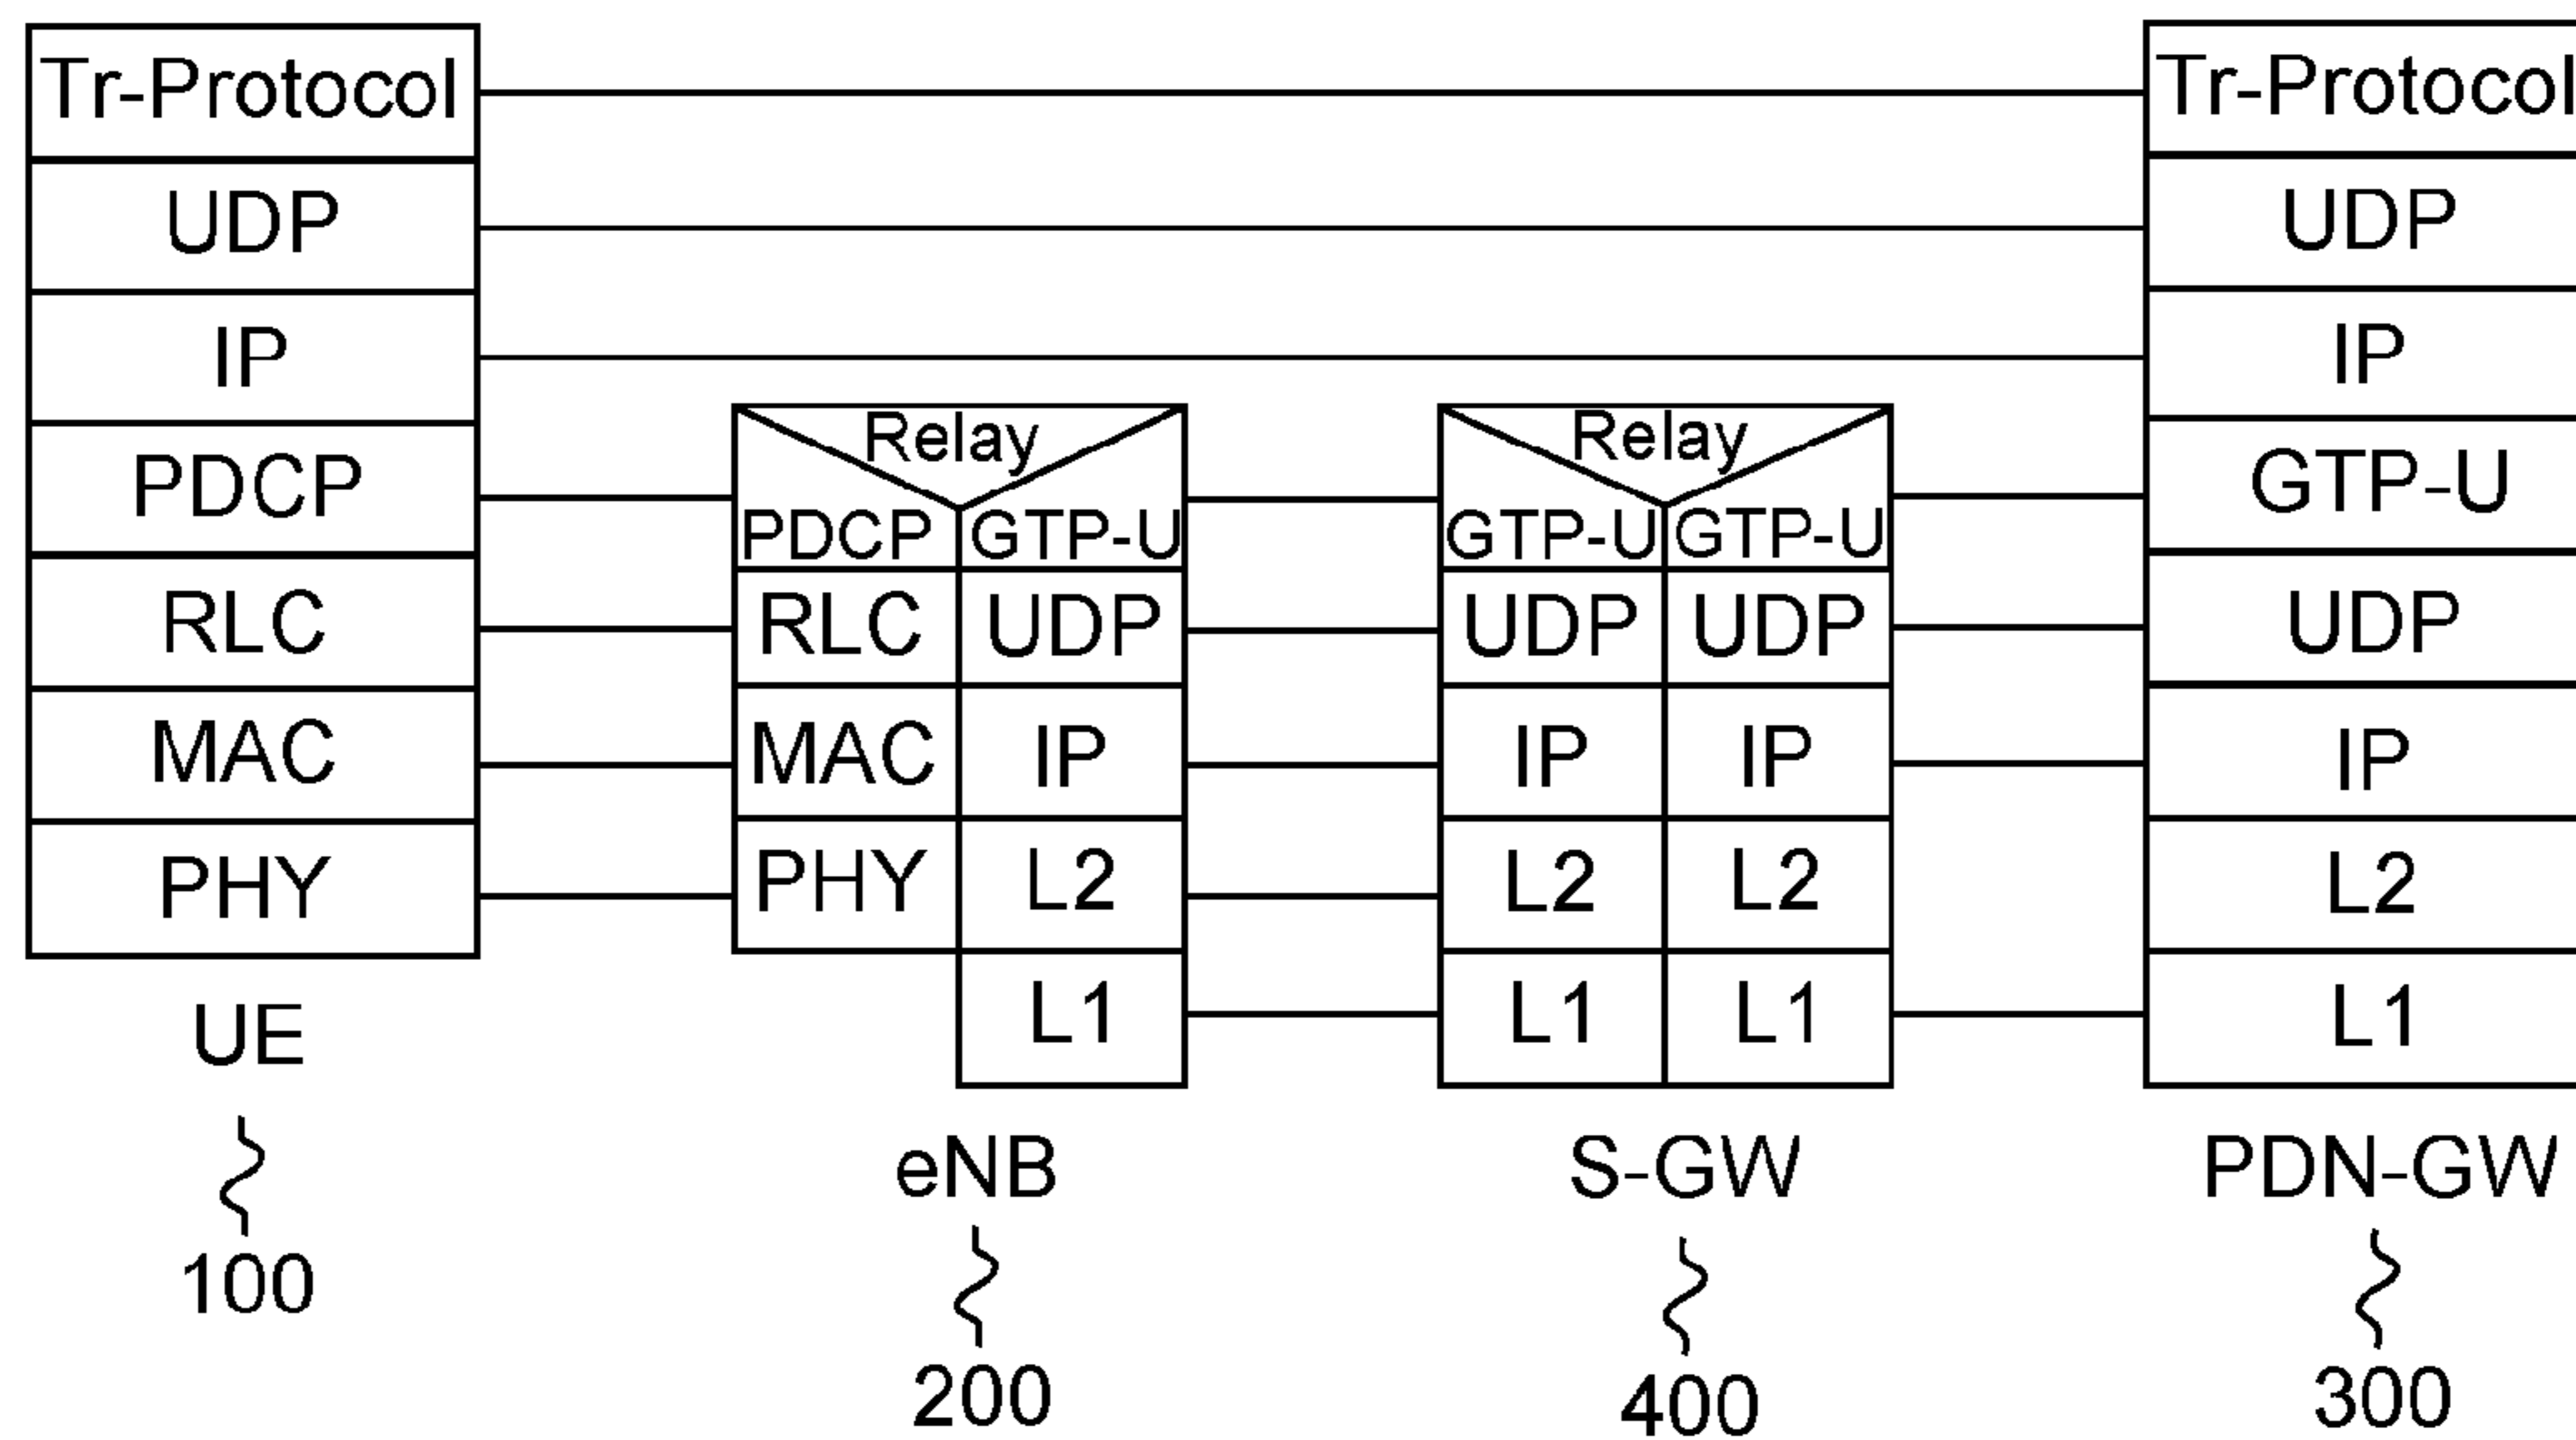 Tr-Protocol
UDP
IP
PDCP
RLC
MAC
PHY
UE
100
Relay
PDCP GTP-U
RLC UDP
MAC IP
PHY L2
L1
eNB
200
Relay
GTP-U GTP-U
UDP UDP
IP IP
L2 L2
L1 L1
S-GW
400
Tr-Protocol
UDP
IP
GTP-U
UDP
IP
L2
L1
PDN-GW
300